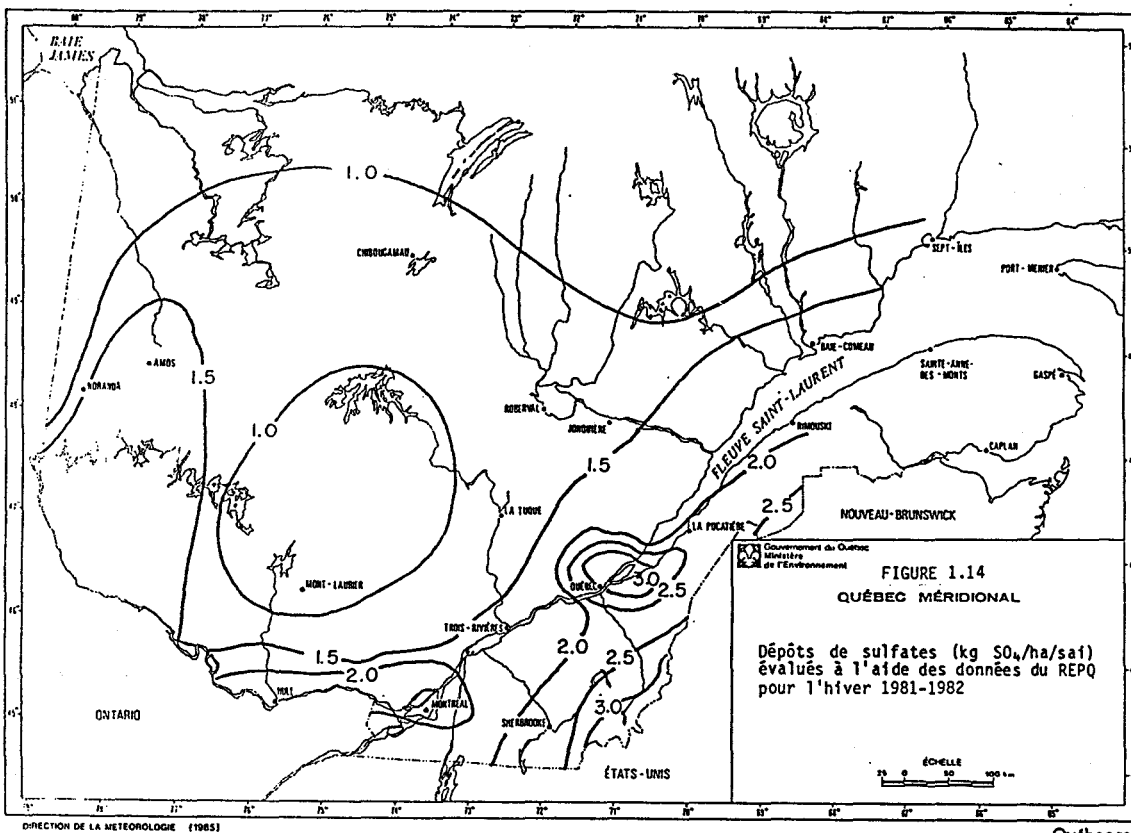 BAIE
JAMES
1.0
CHIBOUGAMAU
SEPT-ÎLES
PORT-MENIER
AMOS
1.5
NORANDA
BAIE-COMEAU
SAINTE-ANNE-
DES-MONTS
GASPÉ
1.0
ROBERVAL
JONQUIÈRE
FLEUVE SAINT-LAURENT
RIMOUSKI
CAPLAN
1.5
2.0
LA TUQUE
2.5
NOUVEAU-BRUNSWICK
LA POCATIÈRE
MONT-LAURIER
QUÉBEC
3.0
2.5
TROIS-RIVIÈRES
1.5
2.0
2.0
2.5
HULL
MONTRÉAL
3.0
SHERBROOKE
ONTARIO
ÉTATS-UNIS
Gouvernement du Québec
Ministère
de l'Environnement
FIGURE 1.14
QUÉBEC MÉRIDIONAL
Dépôts de sulfates (kg SO₄/ha/sai)
évalués à l'aide des données du REPQ
pour l'hiver 1981-1982
ÉCHELLE
25 0 50 100 km
DIRECTION DE LA METEOROLOGIE (1985)